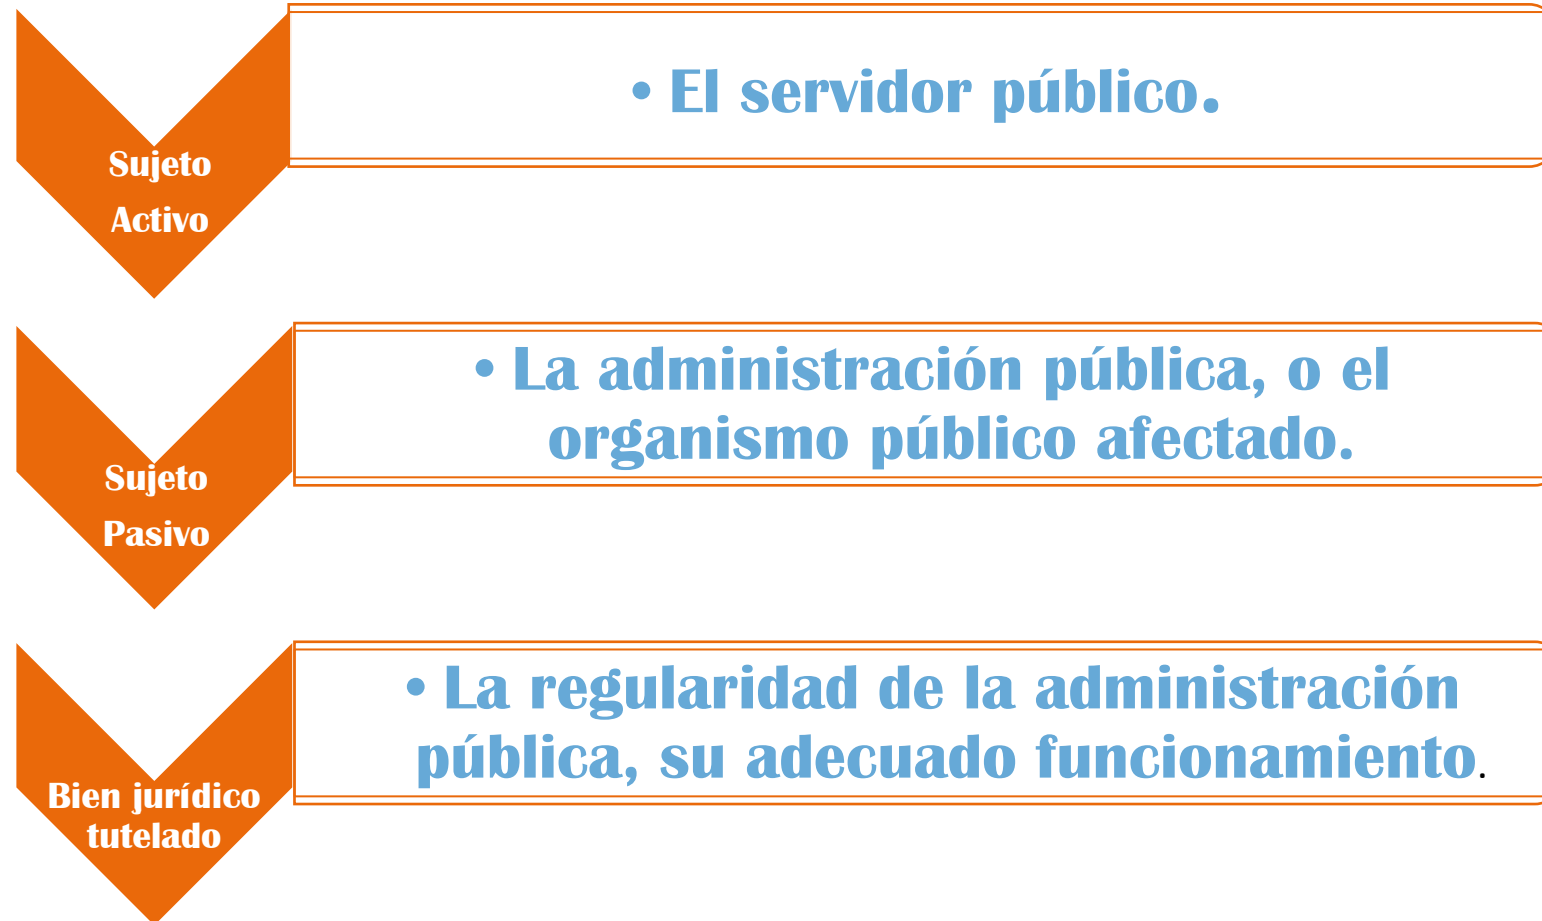 Sujeto
Activo
• El servidor público.
Sujeto
Pasivo
• La administración pública, o el
organismo público afectado.
Bien jurídico
tutelado
• La regularidad de la administración
pública, su adecuado funcionamiento.